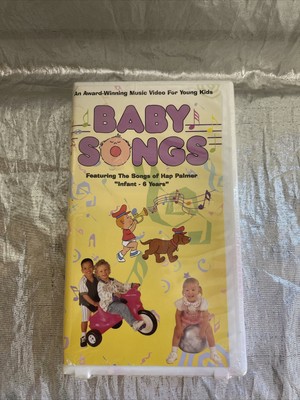 An Award-Winning Music Video For Young Kids
BABY
SONGS
Featuring The Songs of Hap Palmer
"Infant - 6 Years"